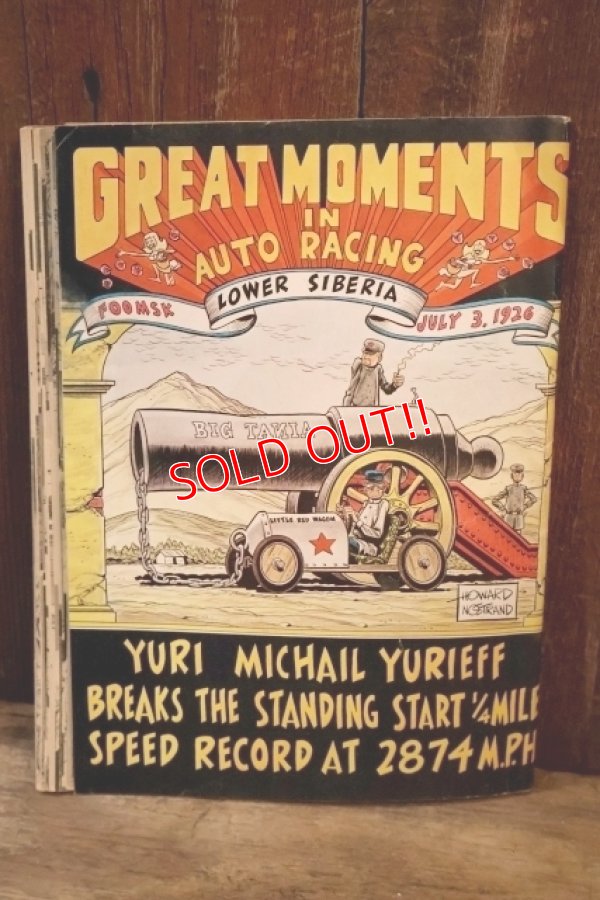 GREAT MOMENTS
IN
AUTO RACING
FOOMSK
LOWER SIBERIA
JULY 3, 1926
BIG TANIA
SOLD OUT!!
LITTLE RED WAGON
HOWARD
NOSTRAND
YURI MICHAIL YURIEFF
BREAKS THE STANDING START 1/4 MILE
SPEED RECORD AT 2874 M.P.H